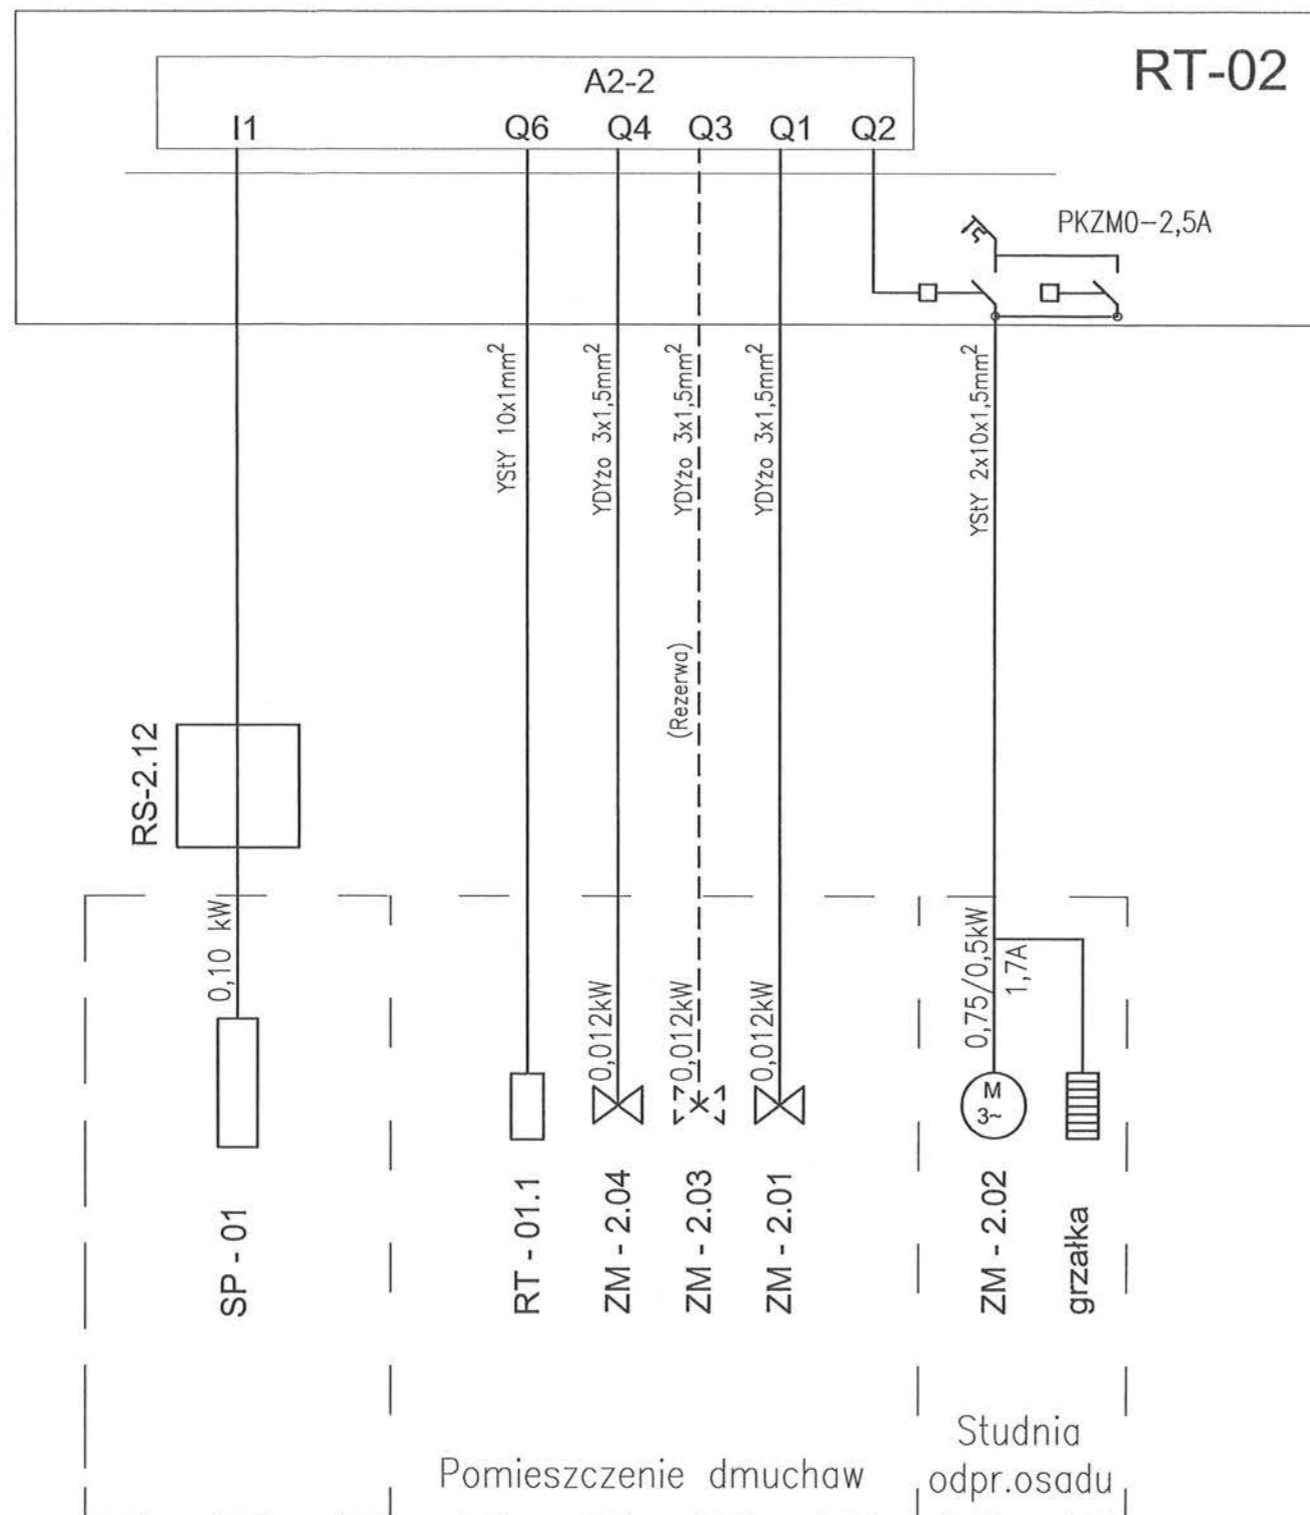 RT-02
A2-2
I1 Q6 Q4 Q3 Q1 Q2
PKZM0-2,5A
YStY 10x1mm²
YDYżo 3x1,5mm²
YDYżo 3x1,5mm²
YDYżo 3x1,5mm²
YStY 2x10x1,5mm²
(Rezerwa)
RS-2.12
0,10 kW
0,012kW
0,012kW
0,012kW
0,75/0,5kW
1,7A
M
3~
SP - 01
RT - 01.1
ZM - 2.04
ZM - 2.03
ZM - 2.01
ZM - 2.02
grzałka
Pomieszczenie dmuchaw
Studnia
odpr.osadu